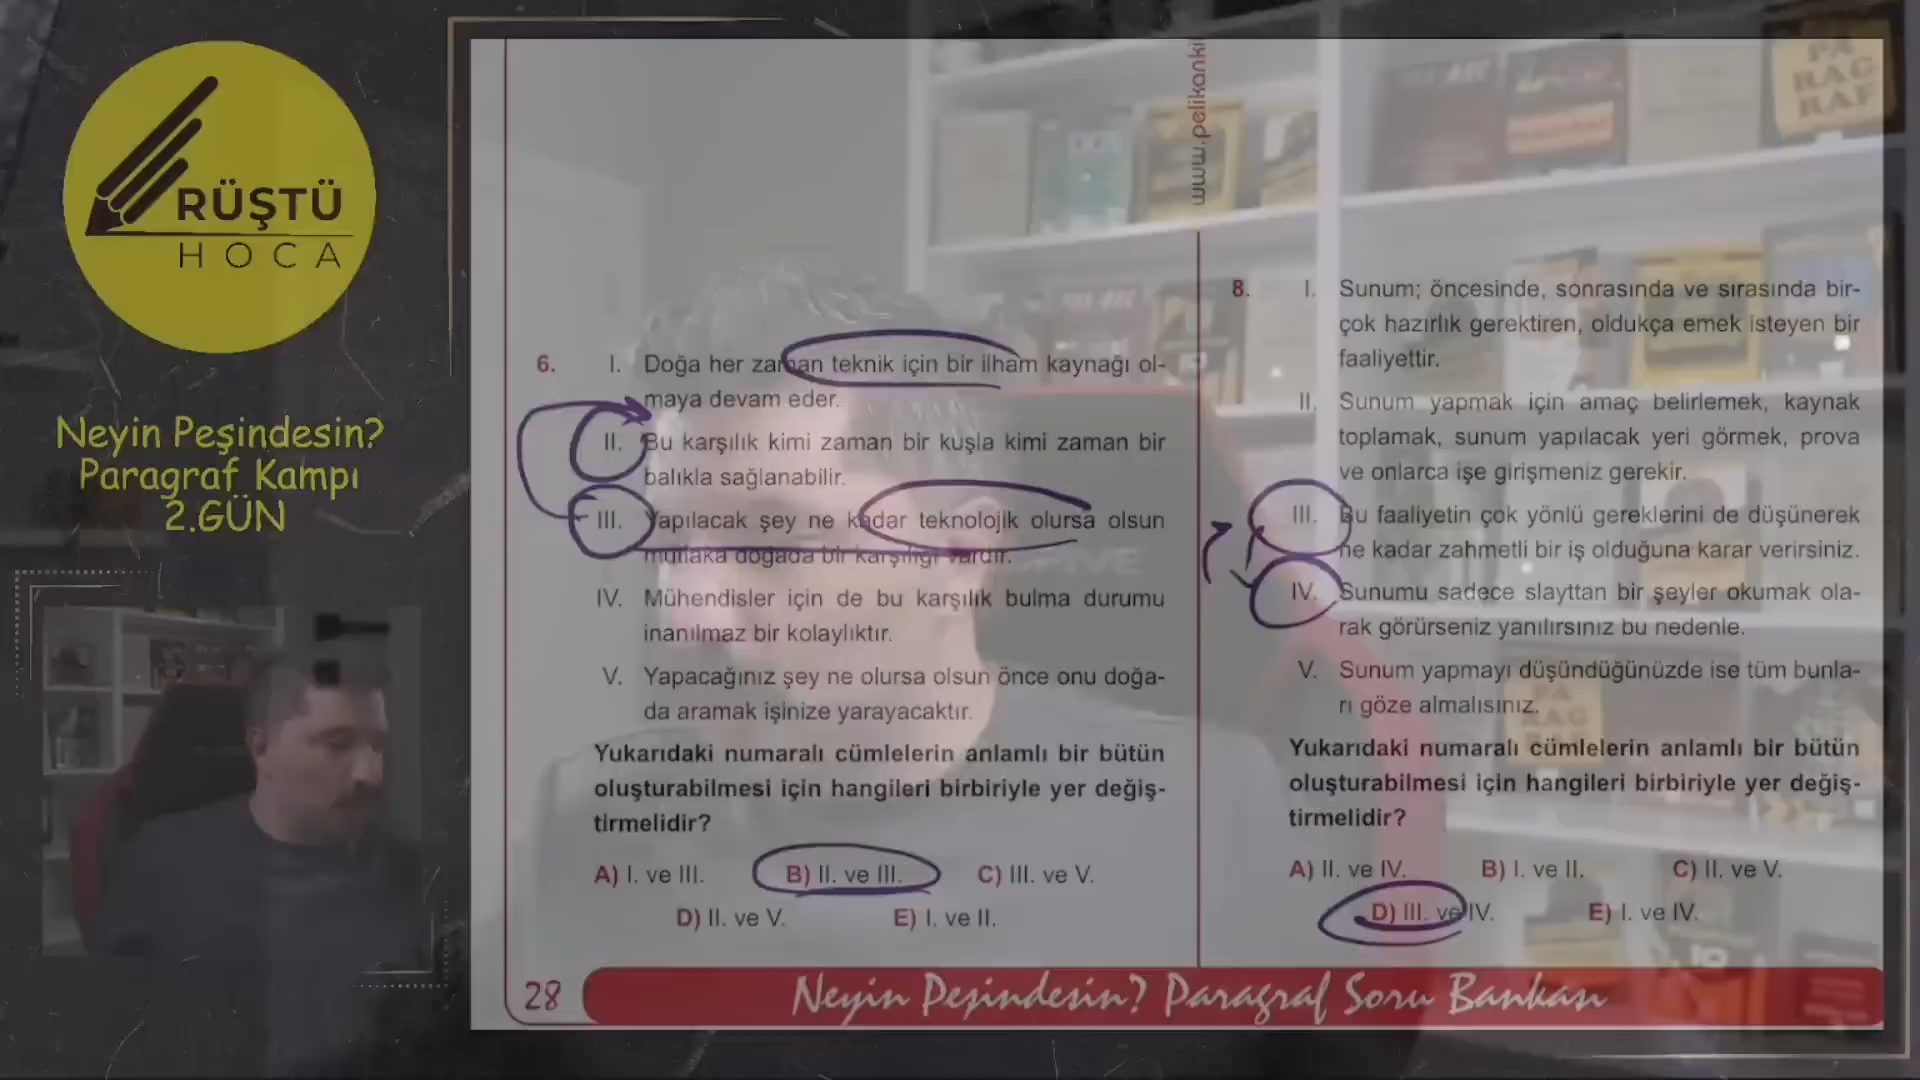 RÜŞTÜ
HOCA
Neyin Peşindesin?
Paragraf Kampı
2.GÜN
www.pelikanki
6. I. Doğa her zaman teknik için bir ilham kaynağı ol-
maya devam eder.
II. Bu karşılık kimi zaman bir kuşla kimi zaman bir
balıkla sağlanabilir.
III. Yapılacak şey ne kadar teknolojik olursa olsun
mutlaka doğada bir karşılığı vardır.
IV. Mühendisler için de bu karşılık bulma durumu
inanılmaz bir kolaylıktır.
V. Yapacağınız şey ne olursa olsun önce onu doğa-
da aramak işinize yarayacaktır.
Yukarıdaki numaralı cümlelerin anlamlı bir bütün
oluşturabilmesi için hangileri birbiriyle yer değiş-
tirmelidir?
A) I. ve III. B) II. ve III. C) III. ve V.
D) II. ve V. E) I. ve II.
8. I. Sunum; öncesinde, sonrasında ve sırasında bir-
çok hazırlık gerektiren, oldukça emek isteyen bir
faaliyettir.
II. Sunum yapmak için amaç belirlemek, kaynak
toplamak, sunum yapılacak yeri görmek, prova
ve onlarca işe girişmeniz gerekir.
III. Bu faaliyetin çok yönlü gereklerini de düşünerek
ne kadar zahmetli bir iş olduğuna karar verirsiniz.
IV. Sunumu sadece slayttan bir şeyler okumak ola-
rak görürseniz yanılırsınız bu nedenle.
V. Sunum yapmayı düşündüğünüzde ise tüm bunla-
rı göze almalısınız.
Yukarıdaki numaralı cümlelerin anlamlı bir bütün
oluşturabilmesi için hangileri birbiriyle yer değiş-
tirmelidir?
A) II. ve IV. B) I. ve II. C) II. ve V.
D) III. ve IV. E) I. ve IV.
28 Neyin Peşindesin? Paragraf Soru Bankası
PA
RAG
RAF